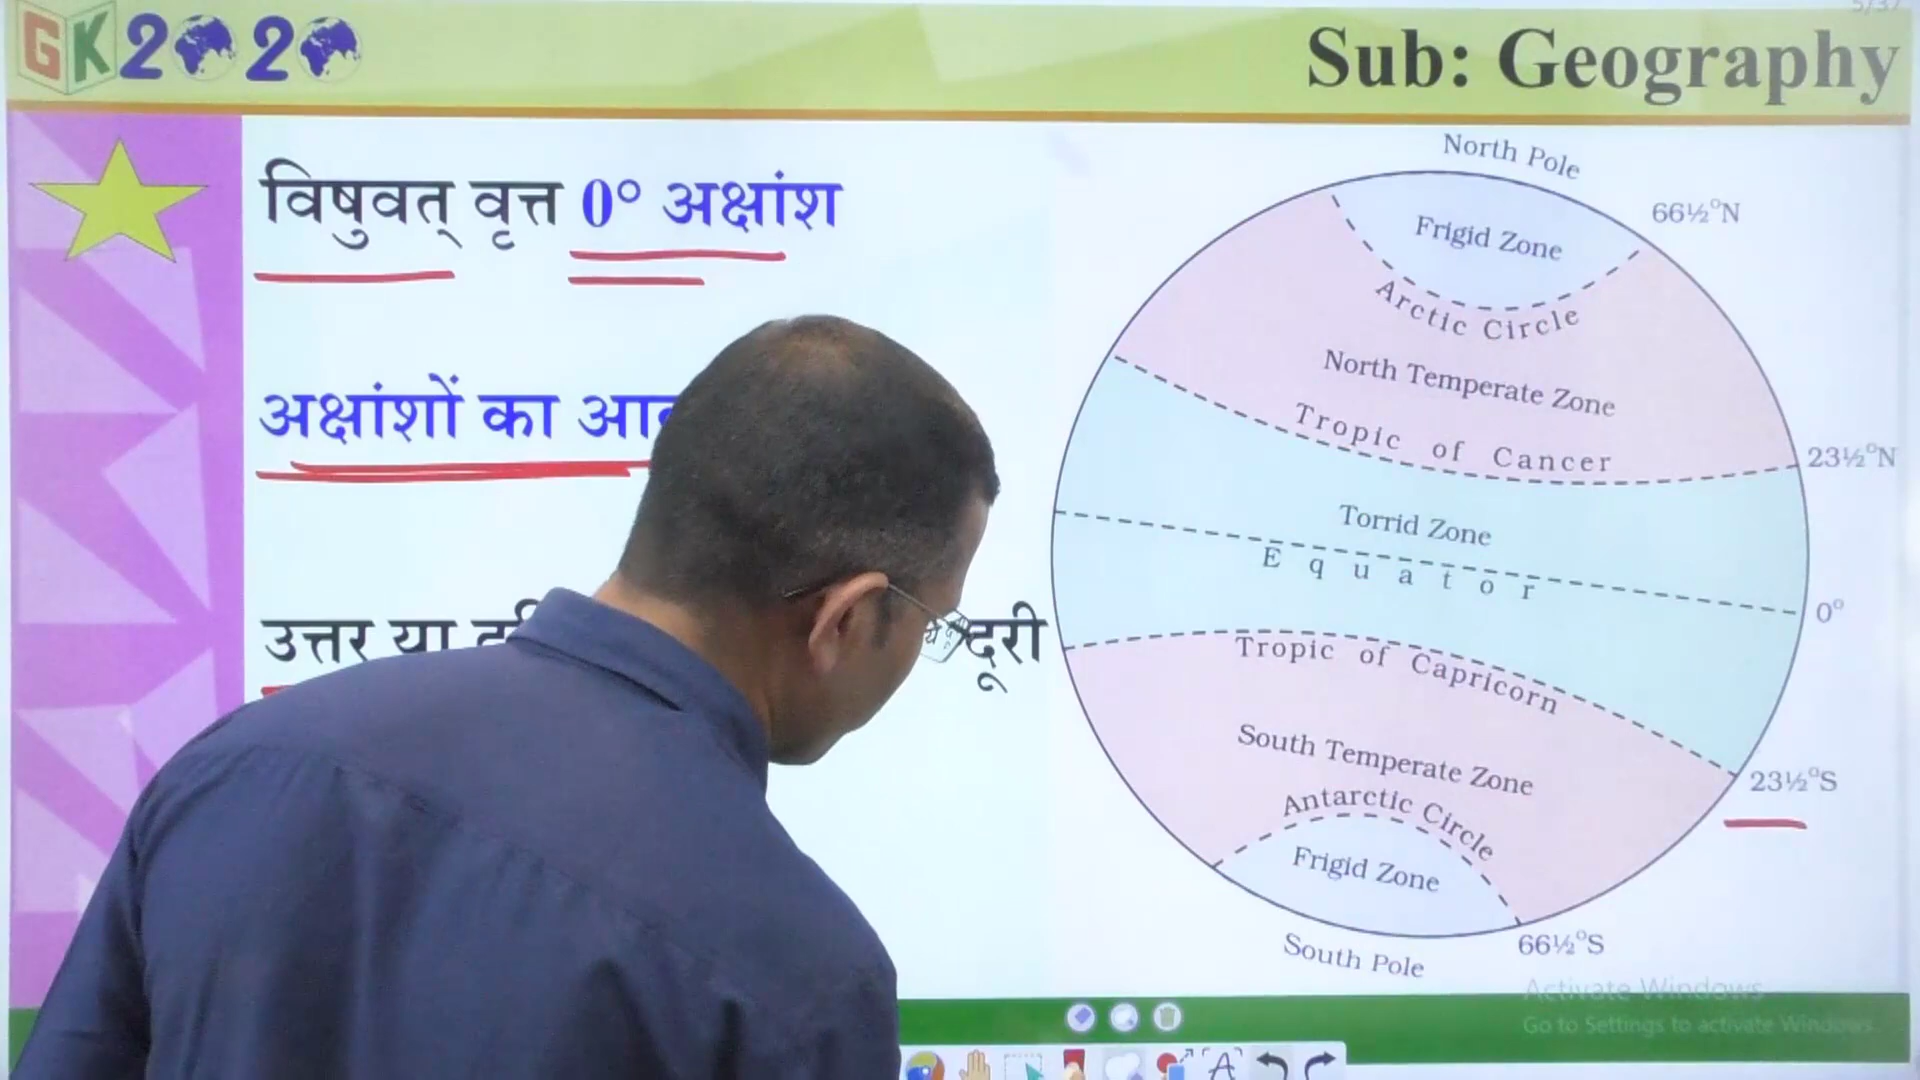 GK2020
Sub: Geography
विषुवत् वृत्त 0° अक्षांश
अक्षांशों का
उत्तर या
दूरी
North Pole
66½°N
Frigid Zone
Arctic Circle
North Temperate Zone
Tropic of Cancer
23½°N
Torrid Zone
Equator
0°
Tropic of Capricorn
South Temperate Zone
23½°S
Antarctic Circle
Frigid Zone
66½°S
South Pole
Activate Windows
Go to Settings to activate Windows.